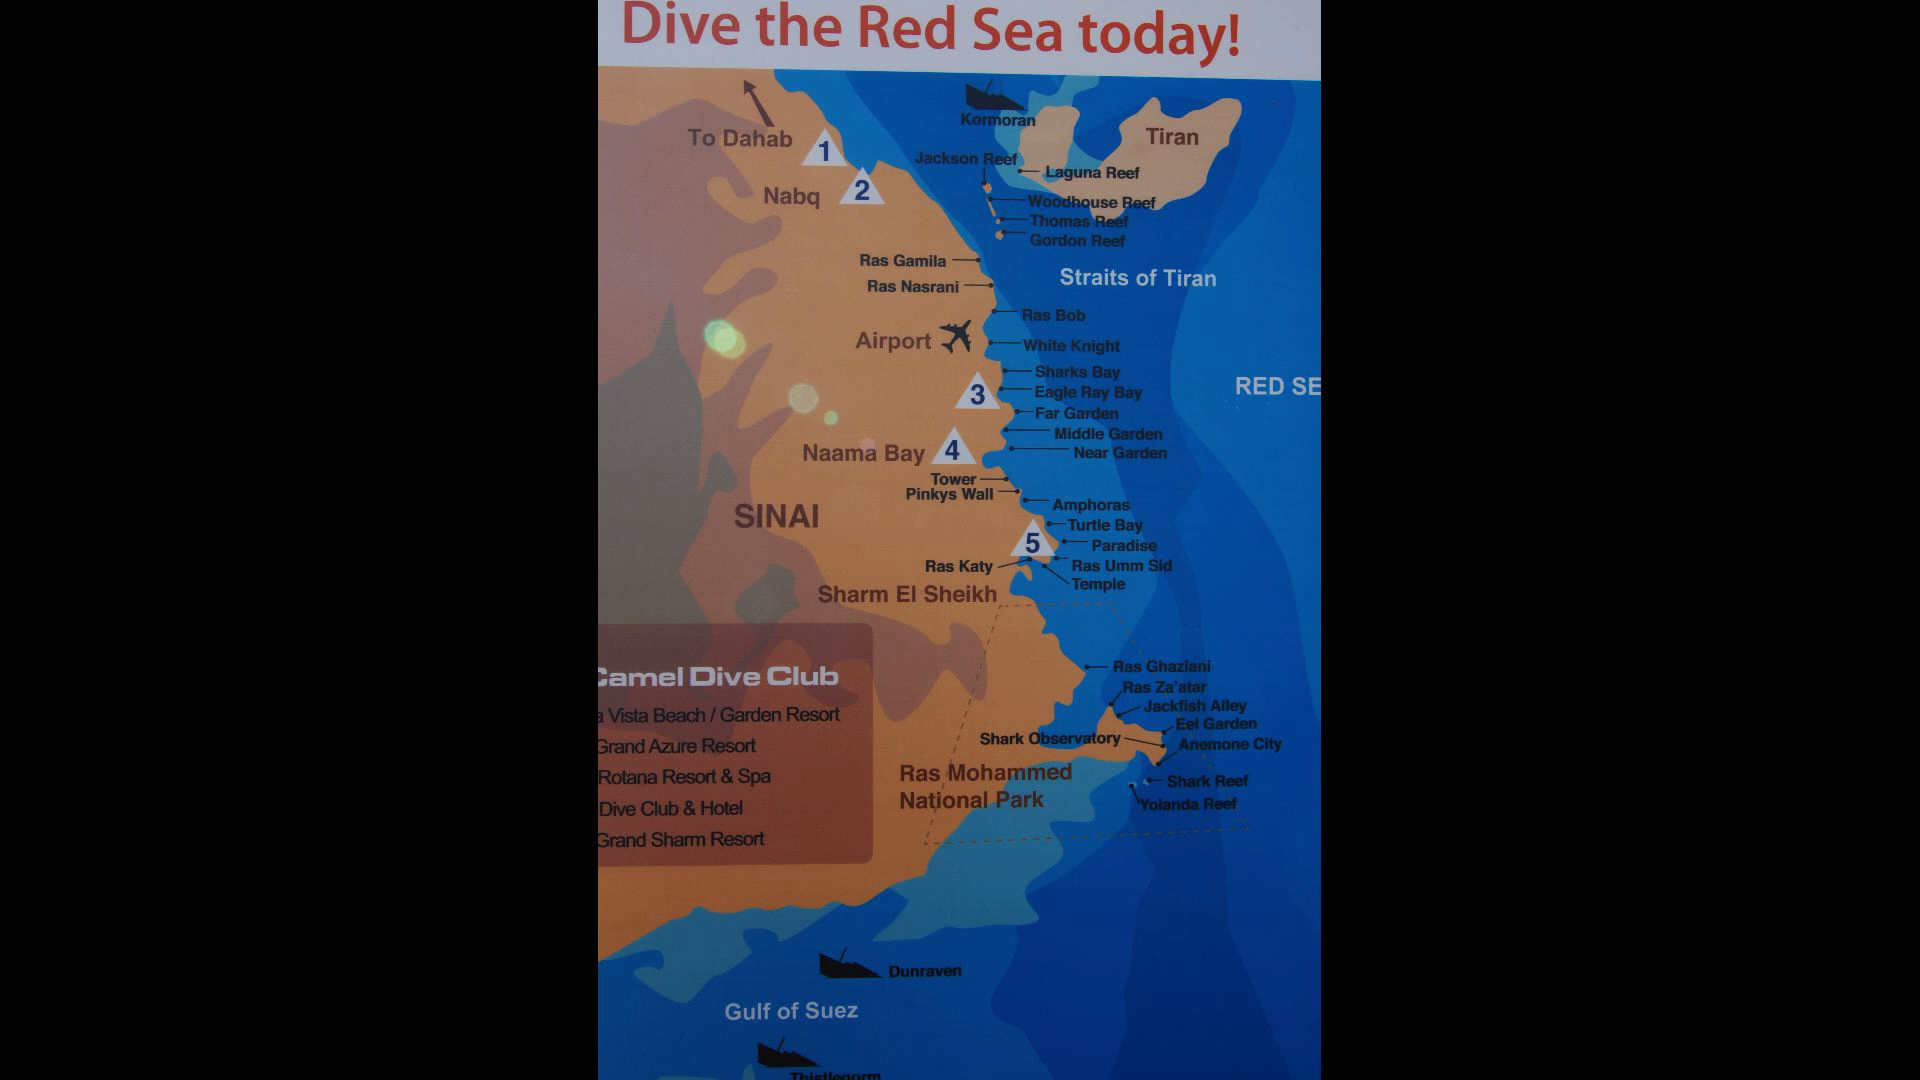 Dive the Red Sea today!
Kormoran
To Dahab
1
Tiran
Jackson Reef
Laguna Reef
Nabq
2
Woodhouse Reef
Thomas Reef
Gordon Reef
Ras Gamila
Straits of Tiran
Ras Nasrani
Ras Bob
Airport
White Knight
Sharks Bay
RED SE
3
Eagle Ray Bay
Far Garden
Middle Garden
Naama Bay
4
Near Garden
Tower
Pinkys Wall
Amphoras
SINAI
Turtle Bay
5
Paradise
Ras Katy
Ras Umm Sid
Temple
Sharm El Sheikh
Ras Ghazlani
Camel Dive Club
Ras Za'atar
Jackfish Alley
a Vista Beach / Garden Resort
Eel Garden
Shark Observatory
Anemone City
Grand Azure Resort
Ras Mohammed
National Park
Rotana Resort & Spa
Shark Reef
Yolanda Reef
Dive Club & Hotel
Grand Sharm Resort
Dunraven
Gulf of Suez
Thistlegorm